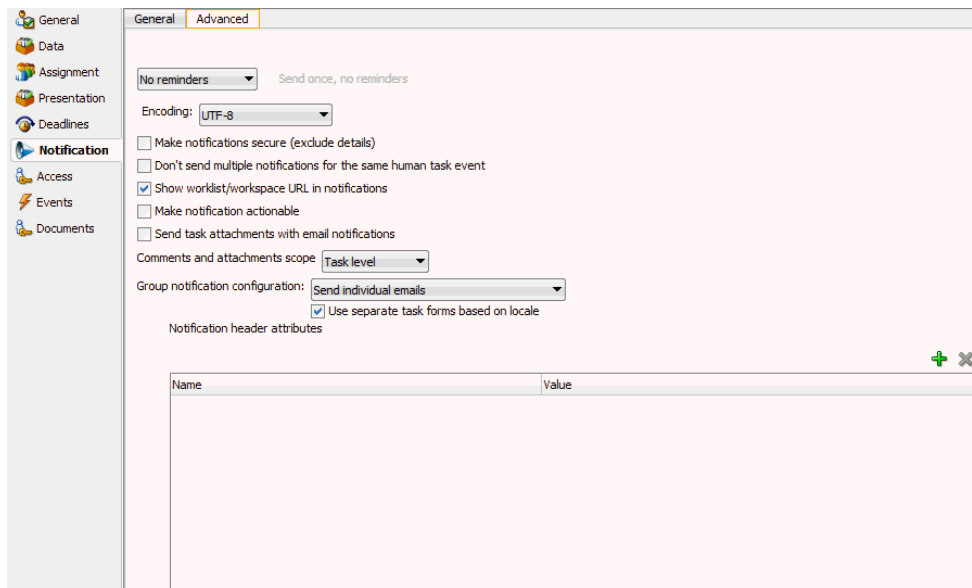 General
Data
Assignment
Presentation
Deadlines
Notification
Access
Events
Documents
General Advanced
No reminders Send once, no reminders
Encoding: UTF-8
Make notifications secure (exclude details)
Don't send multiple notifications for the same human task event
Show worklist/workspace URL in notifications
Make notification actionable
Send task attachments with email notifications
Comments and attachments scope Task level
Group notification configuration: Send individual emails
Use separate task forms based on locale
Notification header attributes
Name Value